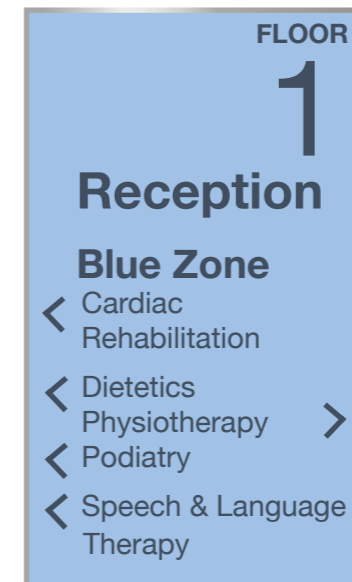 FLOOR
1
Reception
Blue Zone
Cardiac
Rehabilitation
Dietetics
Physiotherapy
Podiatry
Speech & Language
Therapy